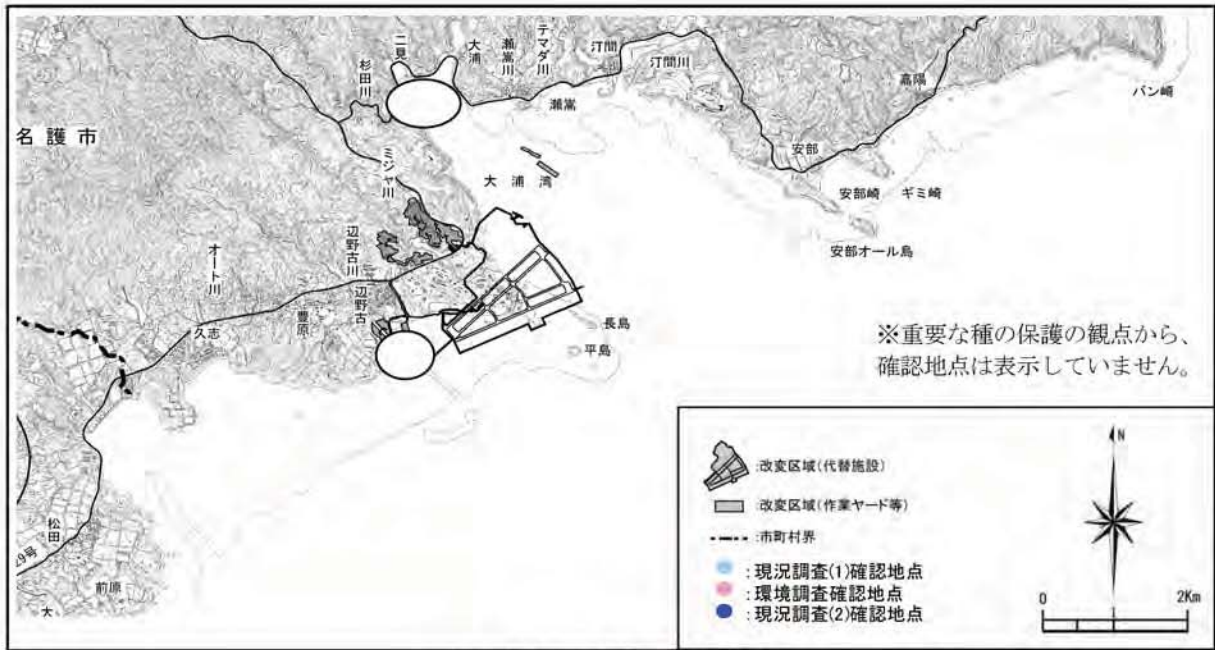 名護市
杉田川
二見
大浦
瀬嵩川
テマダ川
汀間
汀間川
瀬嵩
嘉陽
バン崎
安部
安部崎
ギミ崎
安部オール島
大浦湾
ミジャ川
辺野古川
辺野古
オート川
久志
豊原
長島
平島
松田
前原
大
29号
※重要な種の保護の観点から、
確認地点は表示していません。
:改変区域(代替施設)
:改変区域(作業ヤード等)
:市町村界
:現況調査(1)確認地点
:環境調査確認地点
:現況調査(2)確認地点
N
0 2Km